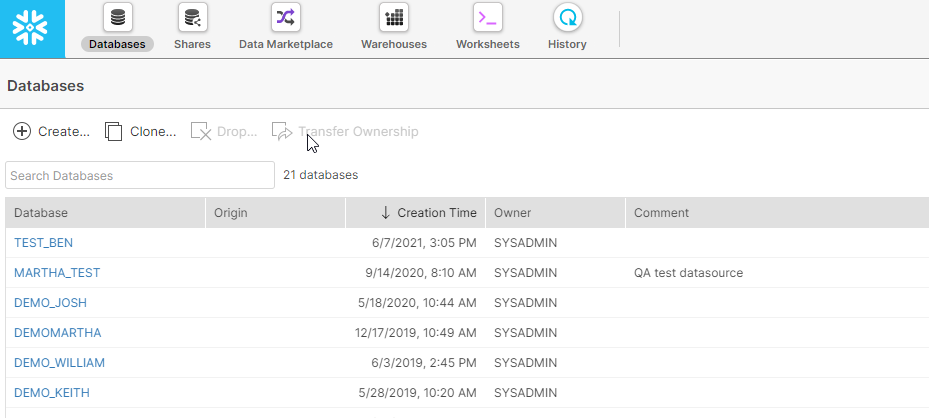 Databases Shares Data Marketplace Warehouses Worksheets History
Databases
Create... Clone... Drop... Transfer Ownership
Search Databases 21 databases
Database Origin Creation Time Owner Comment
TEST_BEN 6/7/2021, 3:05 PM SYSADMIN
MARTHA_TEST 9/14/2020, 8:10 AM SYSADMIN QA test datasource
DEMO_JOSH 5/18/2020, 10:44 AM SYSADMIN
DEMOMARTHA 12/17/2019, 10:49 AM SYSADMIN
DEMO_WILLIAM 6/3/2019, 2:45 PM SYSADMIN
DEMO_KEITH 5/28/2019, 10:20 AM SYSADMIN